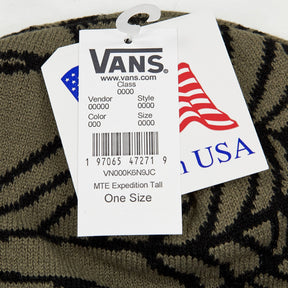 VANS
www.vans.com
Class
0000
Vendor Style
00000 0000
Color Size
000 0000
1 97065 47271 9
VN000K6N9JC
MTE Expedition Tall
One Size
USA